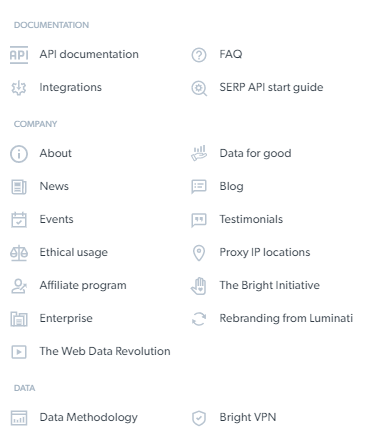 DOCUMENTATION
API API documentation
FAQ
Integrations
SERP API start guide
COMPANY
About
Data for good
News
Blog
Events
Testimonials
Ethical usage
Proxy IP locations
Affiliate program
The Bright Initiative
Enterprise
Rebranding from Luminati
The Web Data Revolution
DATA
Data Methodology
Bright VPN